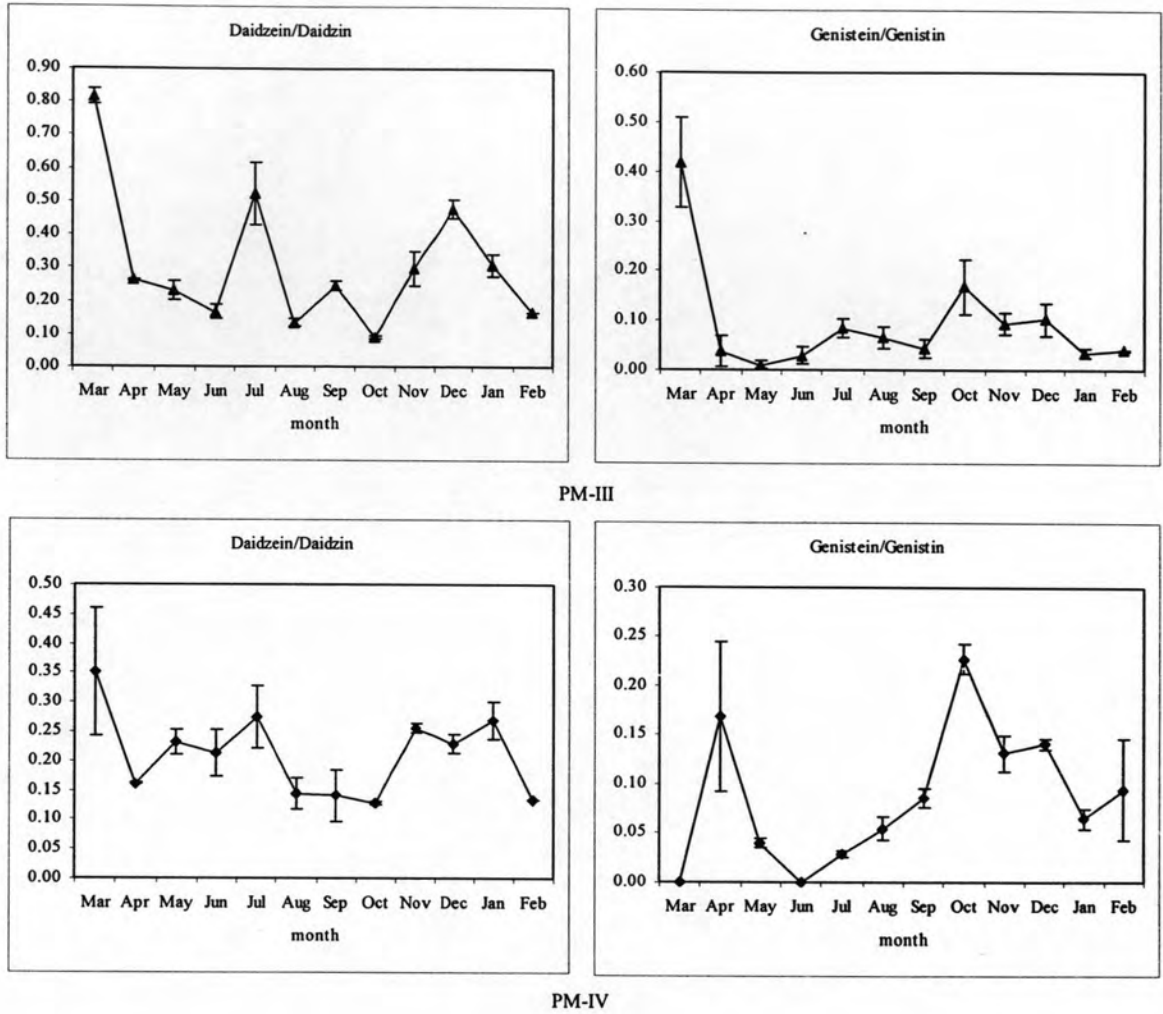 Daidzein/Daidzin
0.90
0.80
0.70
0.60
0.50
0.40
0.30
0.20
0.10
0.00
Mar Apr May Jun Jul Aug Sep Oct Nov Dec Jan Feb
month
Genistein/Genistin
0.60
0.50
0.40
0.30
0.20
0.10
0.00
Mar Apr May Jun Jul Aug Sep Oct Nov Dec Jan Feb
month
PM-III
Daidzein/Daidzin
0.50
0.45
0.40
0.35
0.30
0.25
0.20
0.15
0.10
0.05
0.00
Mar Apr May Jun Jul Aug Sep Oct Nov Dec Jan Feb
month
Genistein/Genistin
0.30
0.25
0.20
0.15
0.10
0.05
0.00
Mar Apr May Jun Jul Aug Sep Oct Nov Dec Jan Feb
month
PM-IV